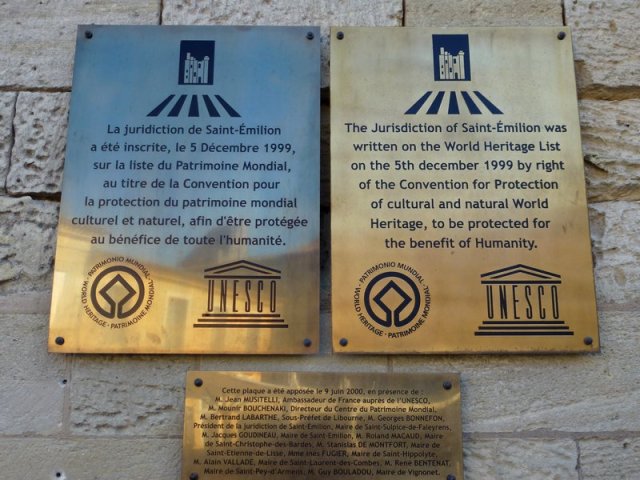 La juridiction de Saint-Émilion
a été inscrite, le 5 Décembre 1999,
sur la liste du Patrimoine Mondial,
au titre de la Convention pour
la protection du patrimoine mondial
culturel et naturel, afin d'être protégée
au bénéfice de toute l'humanité.
PATRIMOINE MONDIAL · WORLD HERITAGE · PATRIMONIO MUNDIAL
UNESCO
The Jurisdiction of Saint-Émilion was
written on the World Heritage List
on the 5th december 1999 by right
of the Convention for Protection
of cultural and natural World
Heritage, to be protected for
the benefit of Humanity.
PATRIMOINE MONDIAL · WORLD HERITAGE · PATRIMONIO MUNDIAL
UNESCO
Cette plaque a été apposée le 9 juin 2000, en présence de :
M. Jean MUSITELLI, Ambassadeur de France auprès de l'UNESCO,
M. Mounir BOUCHENAKI, Directeur du Centre du Patrimoine Mondial,
M. Bertrand LABARTHE, Sous-Préfet de Libourne, M. Georges BONNEFON,
Président de la juridiction de Saint-Emilion, Maire de Saint-Sulpice-de-Faleyrens,
M. Jacques GOUDINEAU, Maire de Saint-Emilion, M. Roland MACAUD, Maire
de Saint-Christophe-des-Bardes, M. Stanislas DE MONTFORT, Maire de
Saint-Etienne-de-Lisse, Mme Inès FUGIER, Maire de Saint-Hippolyte,
M. Alain VALLADE, Maire de Saint-Laurent-des-Combes, M. René BENTENAT,
Maire de Saint-Pey-d'Armens, M. Guy BOULADOU, Maire de Vignonet.